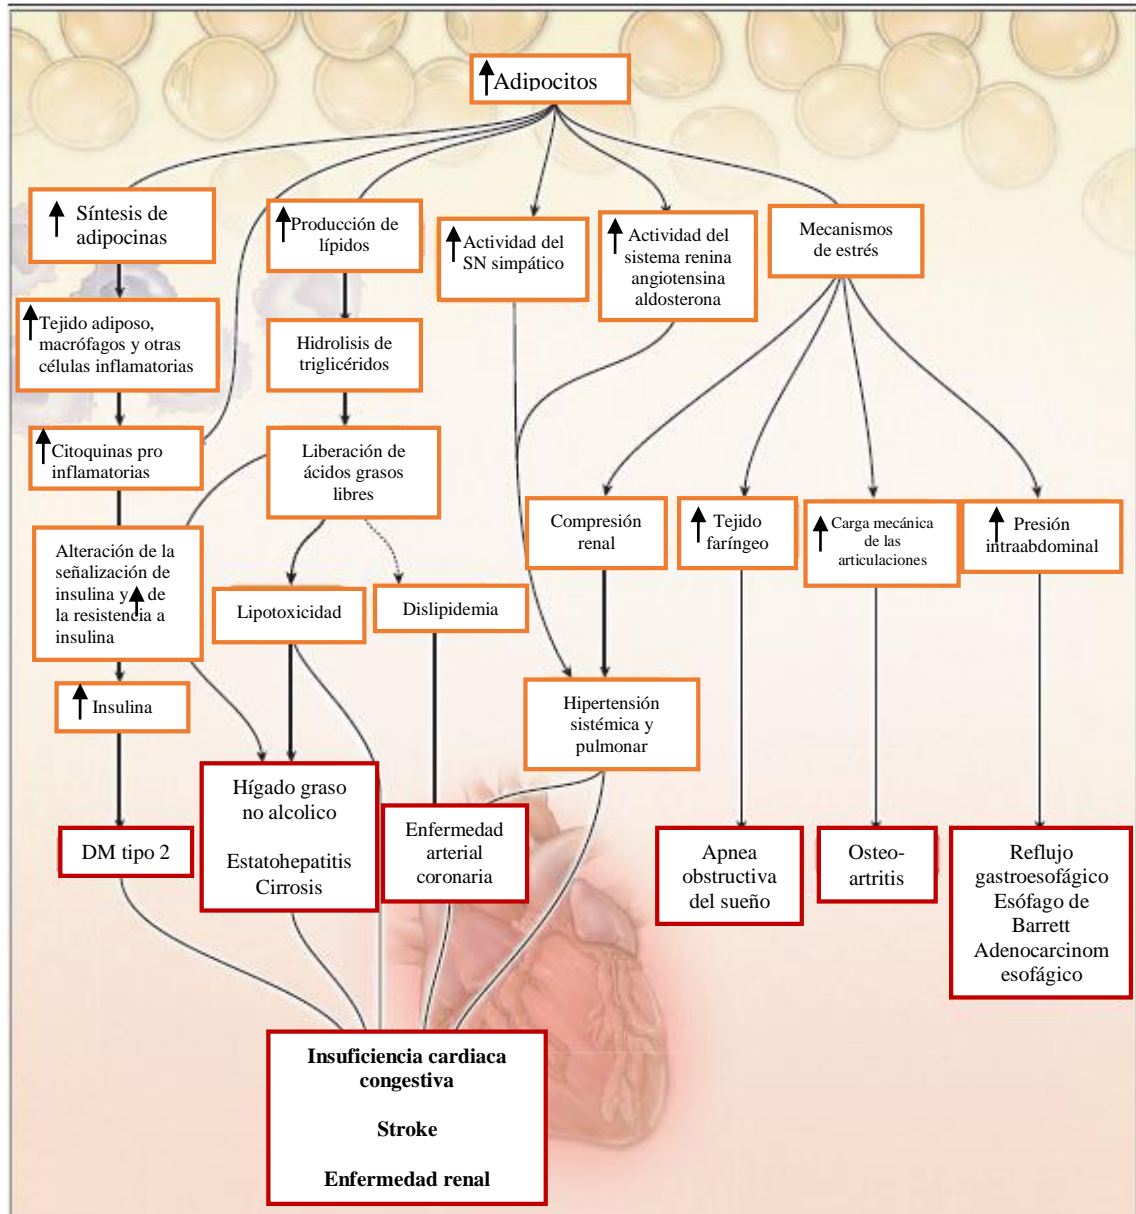 Adipocitos
Síntesis de
adipocinas
Producción de
lípidos
Actividad del
SN simpático
Actividad del
sistema renina
angiotensina
aldosterona
Mecanismos
de estrés
Tejido adiposo,
macrófagos y otras
células inflamatorias
Hidrolisis de
triglicéridos
Citoquinas pro
inflamatorias
Liberación de
ácidos grasos
libres
Compresión
renal
Tejido
faríngeo
Carga mecánica
de las
articulaciones
Presión
intraabdominal
Alteración de la
señalización de
insulina y de
la resistencia a
insulina
Lipotoxicidad
Dislipidemia
Insulina
Hipertensión
sistémica y
pulmonar
DM tipo 2
Hígado graso
no alcolico
Estatohepatitis
Cirrosis
Enfermedad
arterial
coronaria
Apnea
obstructiva
del sueño
Osteo-
artritis
Reflujo
gastroesofágico
Esófago de
Barrett
Adenocarcinom
esofágico
Insuficiencia cardiaca
congestiva
Stroke
Enfermedad renal